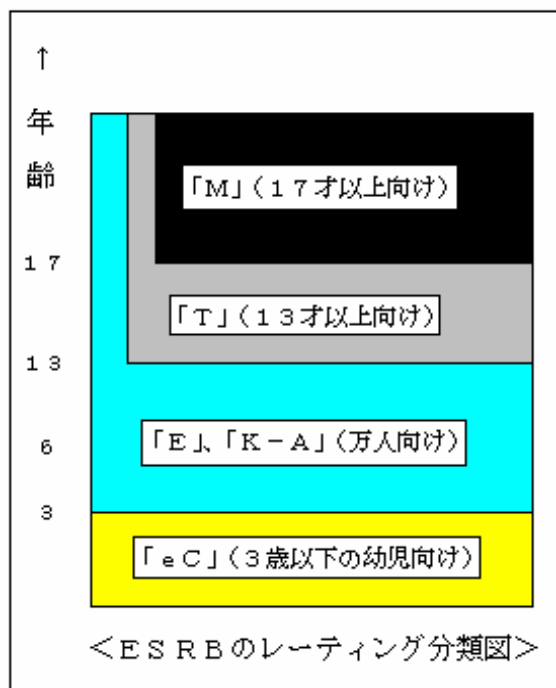 ↑
年
齢
「M」（１７才以上向け）
１７
「T」（１３才以上向け）
１３
「E」、「K－A」（万人向け）
６
３
「eC」（３歳以下の幼児向け）
＜ESRBのレーティング分類図＞